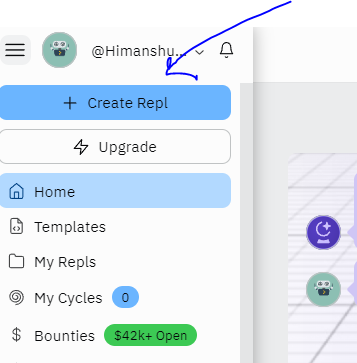 @Himanshu...
Create Repl
Upgrade
Home
Templates
My Repls
My Cycles 0
Bounties $42k+ Open